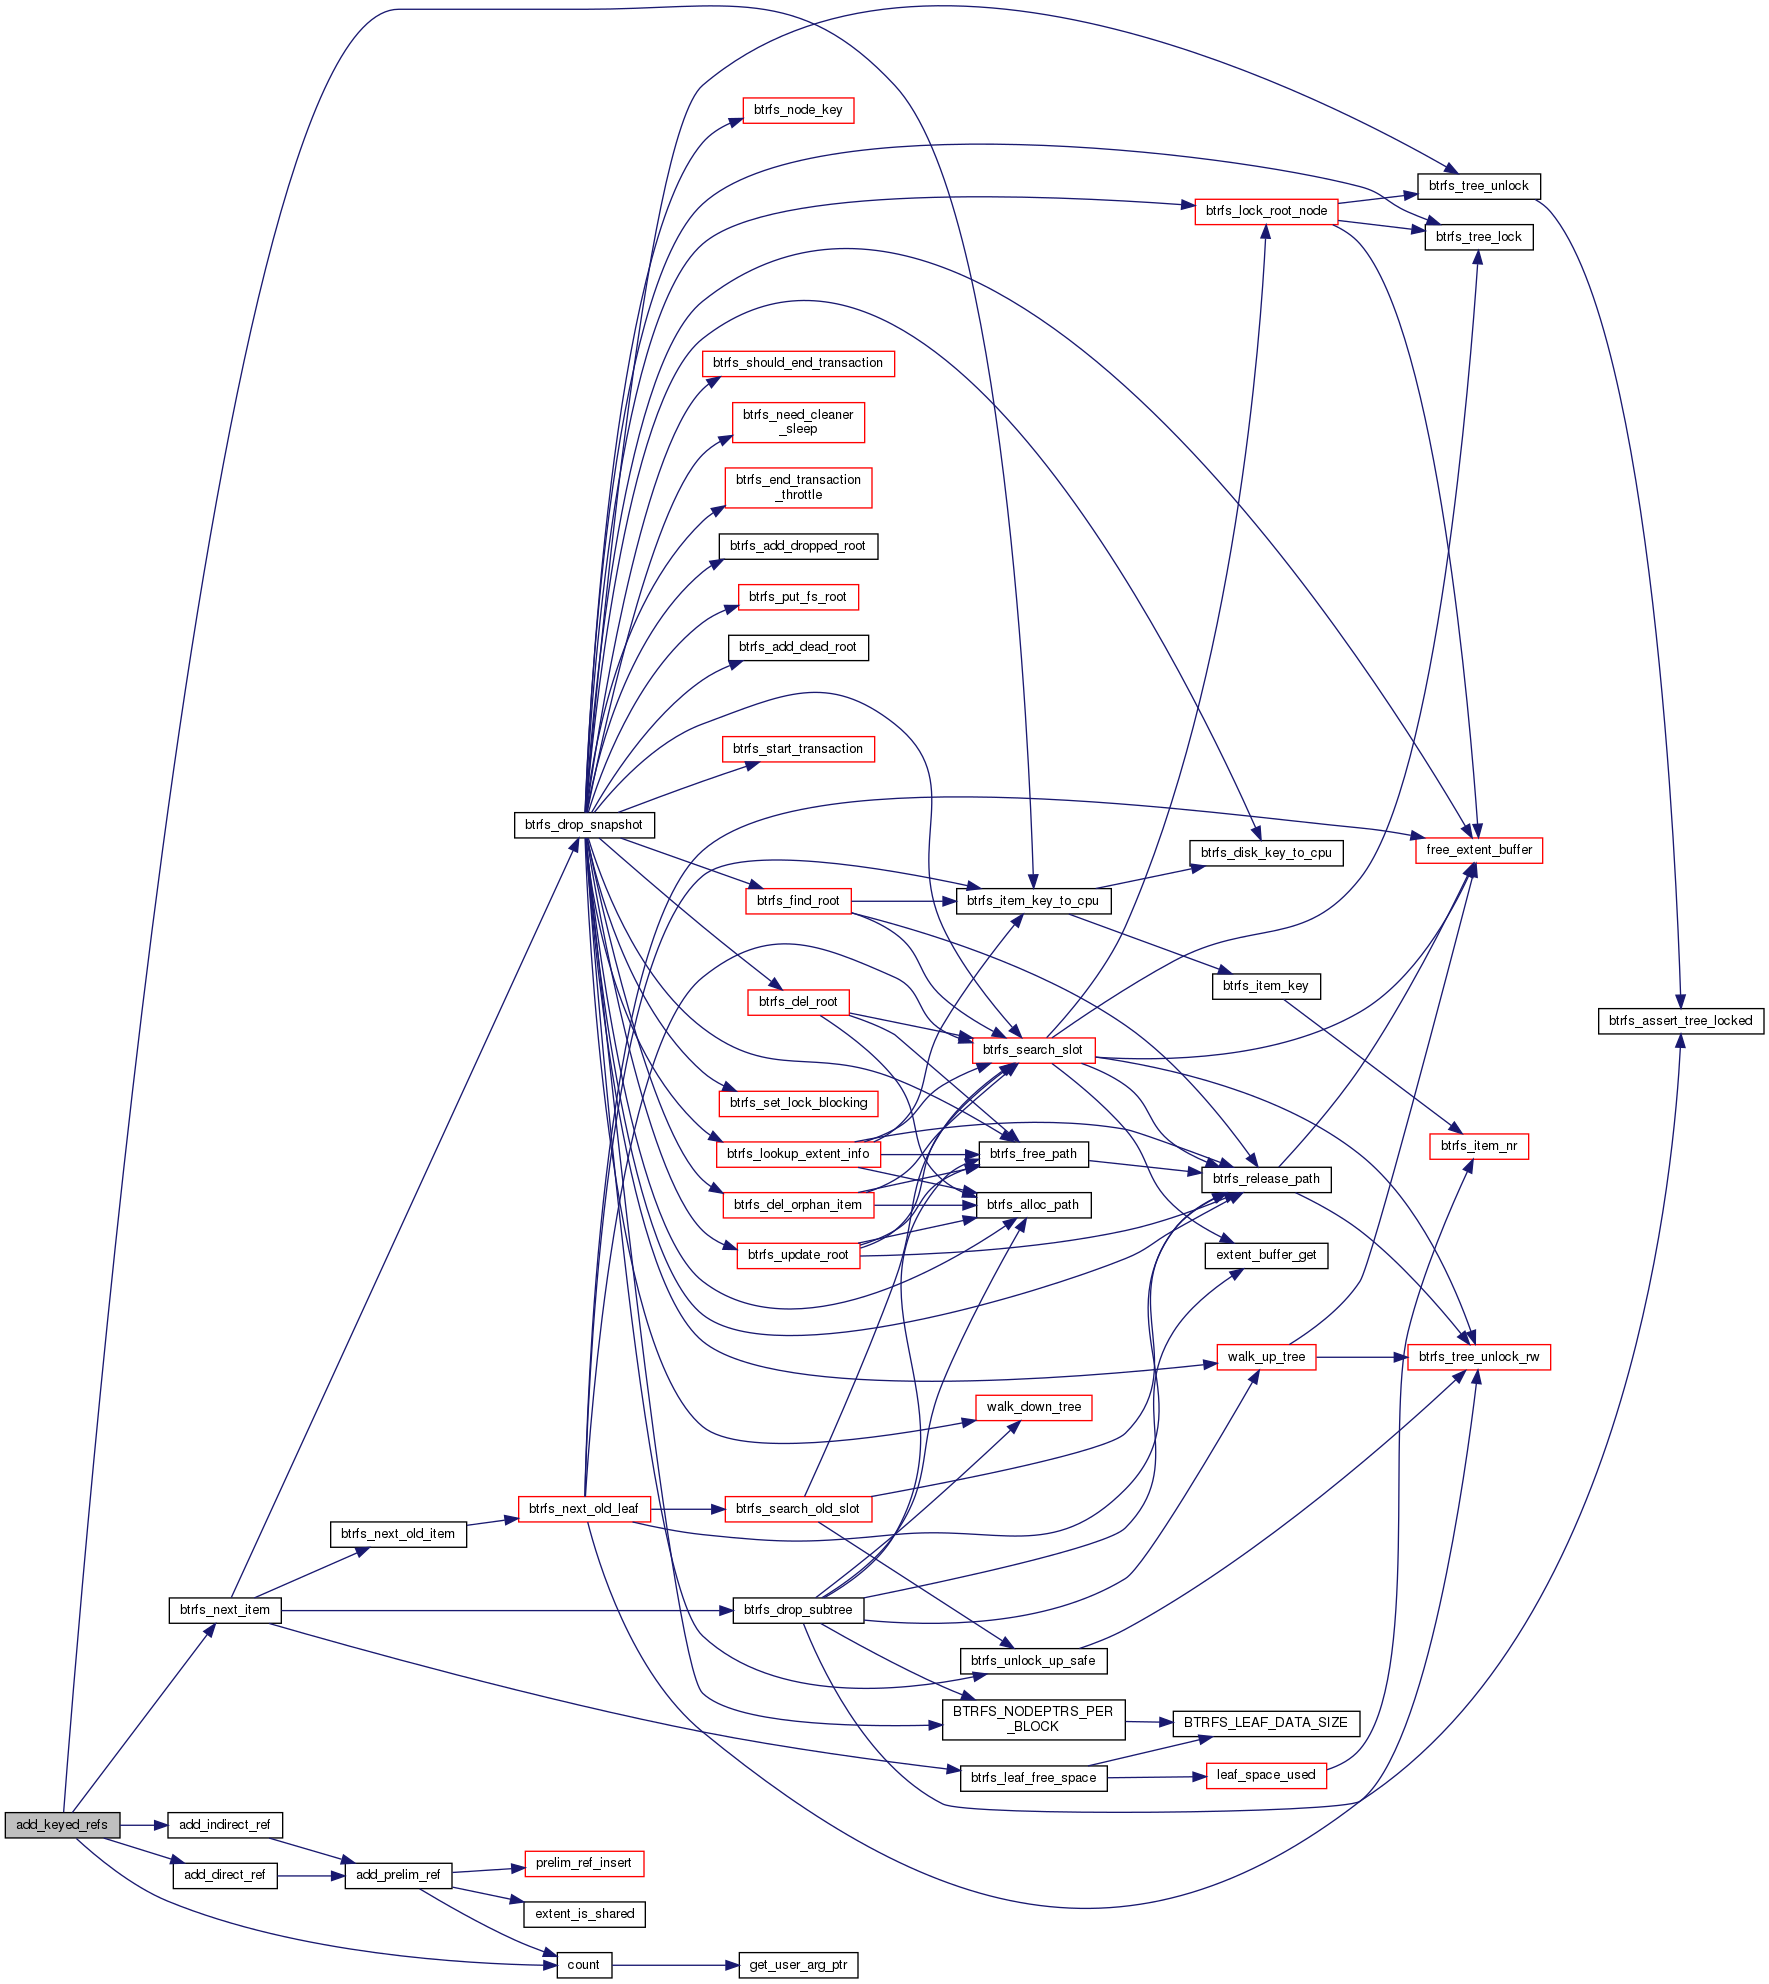 btrfs_node_key
btrfs_tree_unlock
btrfs_lock_root_node
btrfs_tree_lock
btrfs_should_end_transaction
btrfs_need_cleaner
_sleep
btrfs_end_transaction
_throttle
btrfs_add_dropped_root
btrfs_put_fs_root
btrfs_add_dead_root
btrfs_start_transaction
btrfs_drop_snapshot
btrfs_disk_key_to_cpu
free_extent_buffer
btrfs_find_root
btrfs_item_key_to_cpu
btrfs_item_key
btrfs_del_root
btrfs_assert_tree_locked
btrfs_search_slot
btrfs_set_lock_blocking
btrfs_item_nr
btrfs_lookup_extent_info
btrfs_free_path
btrfs_release_path
btrfs_del_orphan_item
btrfs_alloc_path
btrfs_update_root
extent_buffer_get
walk_up_tree
btrfs_tree_unlock_rw
walk_down_tree
btrfs_next_old_leaf
btrfs_search_old_slot
btrfs_next_old_item
btrfs_next_item
btrfs_drop_subtree
btrfs_unlock_up_safe
BTRFS_NODEPTRS_PER
_BLOCK
BTRFS_LEAF_DATA_SIZE
btrfs_leaf_free_space
leaf_space_used
add_keyed_refs
add_indirect_ref
add_direct_ref
add_prelim_ref
prelim_ref_insert
extent_is_shared
count
get_user_arg_ptr